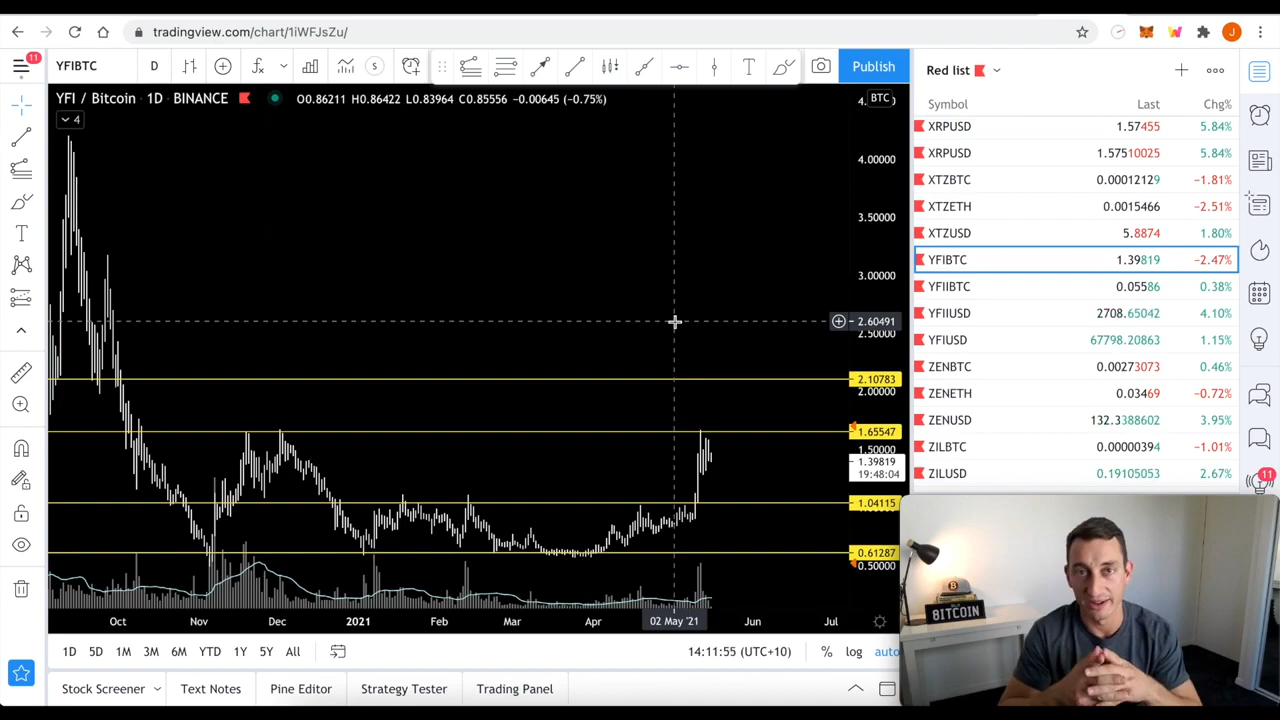 tradingview.com/chart/1iWFJsZu/
J
11
YFIBTC
D
S
T
Publish
Red list
YFI / Bitcoin · 1D · BINANCE O0.86211 H0.86422 L0.83964 C0.85556 −0.00645 (−0.75%)
4
BTC
Symbol Last Chg%
XRPUSD 1.57455 5.84%
XRPUSD 1.57510025 5.84%
XTZBTC 0.00012129 −1.81%
XTZETH 0.0015466 −2.51%
XTZUSD 5.8874 1.80%
YFIBTC 1.39819 −2.47%
YFIIBTC 0.05586 0.38%
YFIIUSD 2708.65042 4.10%
YFIUSD 67798.20863 1.15%
ZENBTC 0.00273073 0.46%
ZENETH 0.03469 −0.72%
ZENUSD 132.3388602 3.95%
ZILBTC 0.00000394 −1.01%
ZILUSD 0.19105053 2.67%
4.00000
3.50000
3.00000
2.60491
2.50000
2.10783
2.00000
1.65547
1.50000
1.39819
19:48:04
1.04115
0.61287
0.50000
Oct Nov Dec 2021 Feb Mar Apr 02 May '21 Jun Jul
1D 5D 1M 3M 6M YTD 1Y 5Y All
14:11:55 (UTC+10) % log auto
Stock Screener Text Notes Pine Editor Strategy Tester Trading Panel
11
BITCOIN